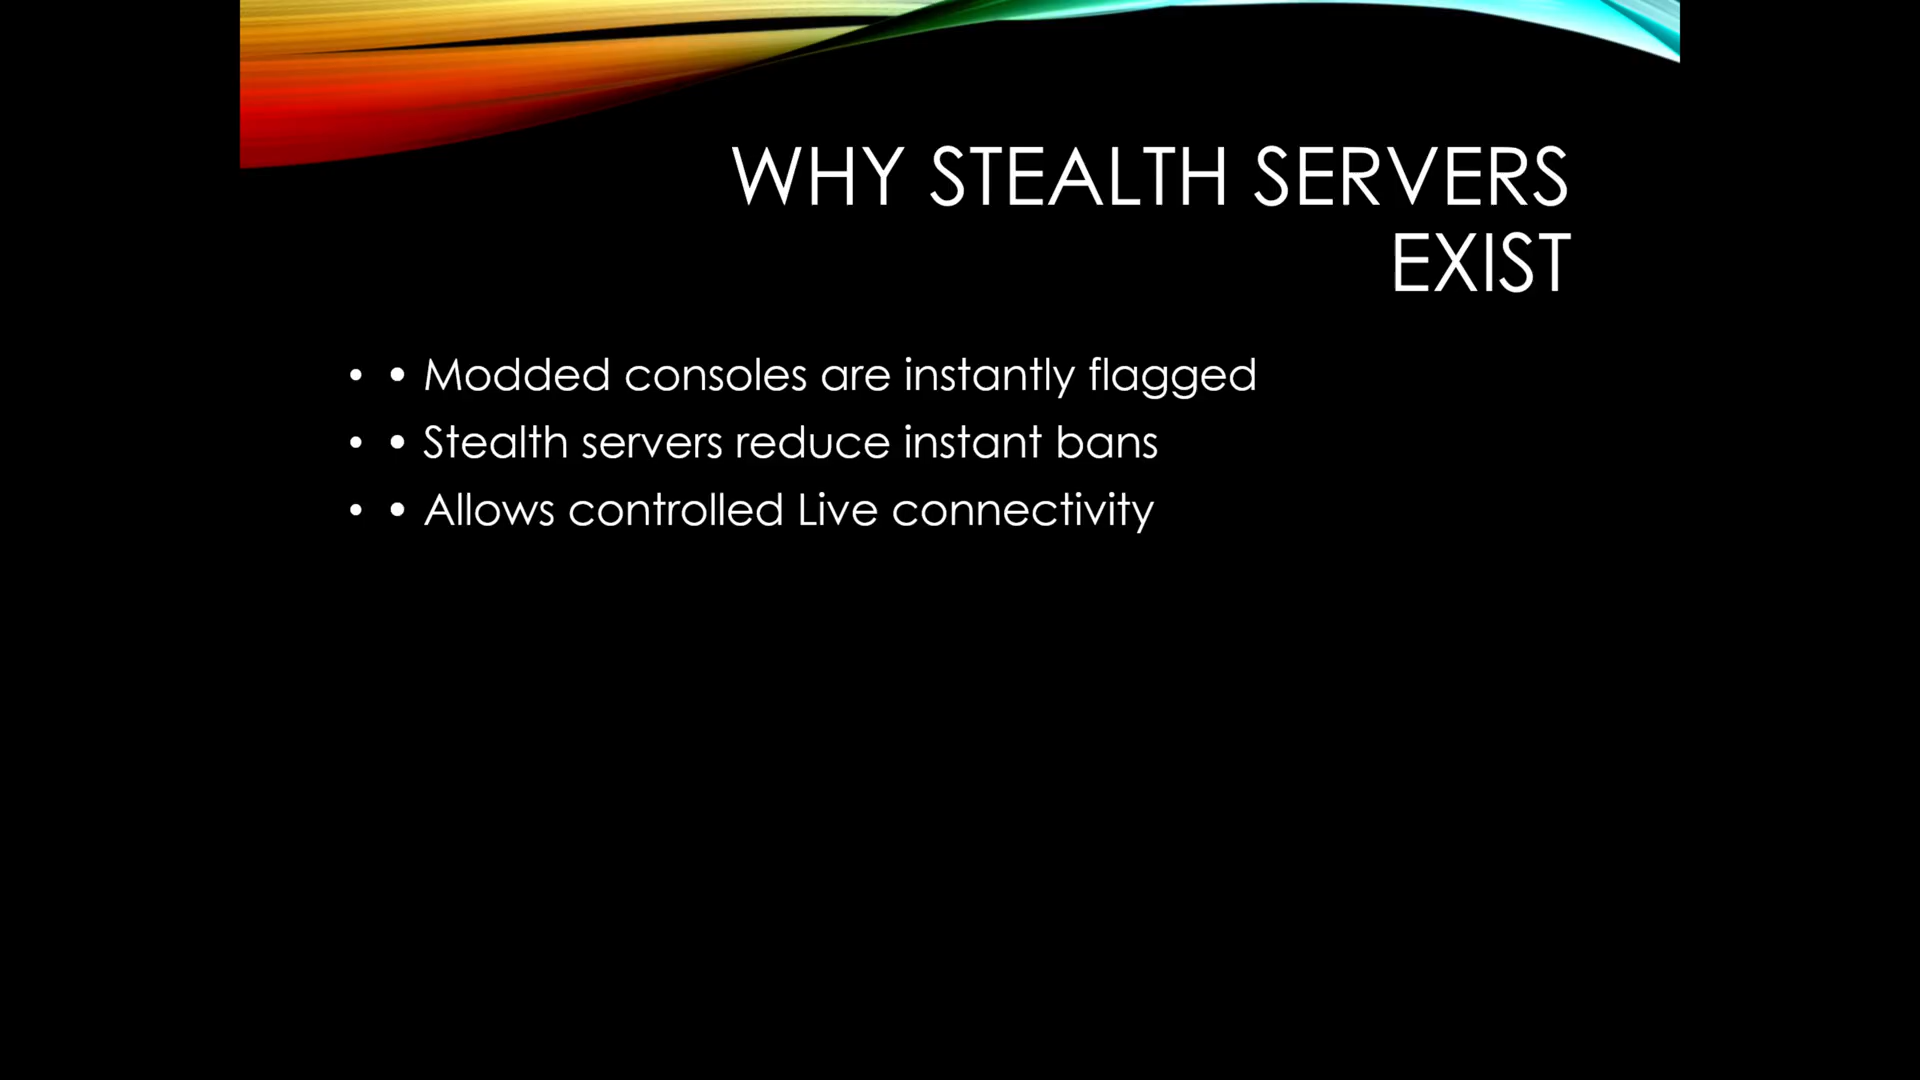 WHY STEALTH SERVERS
EXIST
• • Modded consoles are instantly flagged
• • Stealth servers reduce instant bans
• • Allows controlled Live connectivity